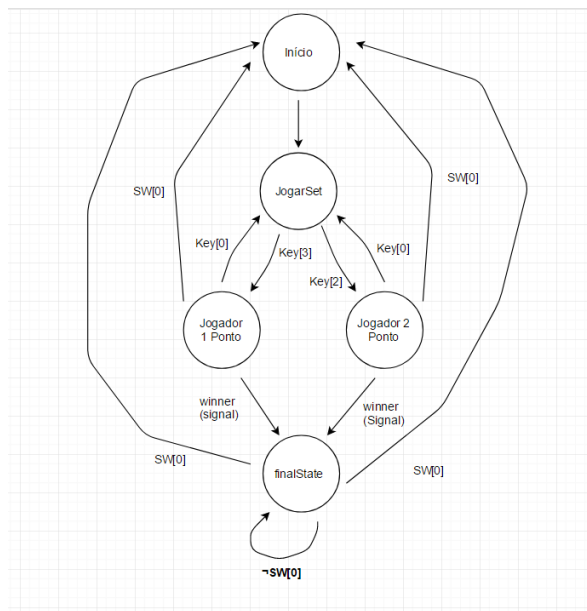 Início
JogarSet
SW[0]
SW[0]
Key[0]
Key[3]
Key[0]
Key[2]
Jogador
1 Ponto
Jogador 2
Ponto
winner
(signal)
winner
(Signal)
SW[0]
finalState
SW[0]
¬SW[0]